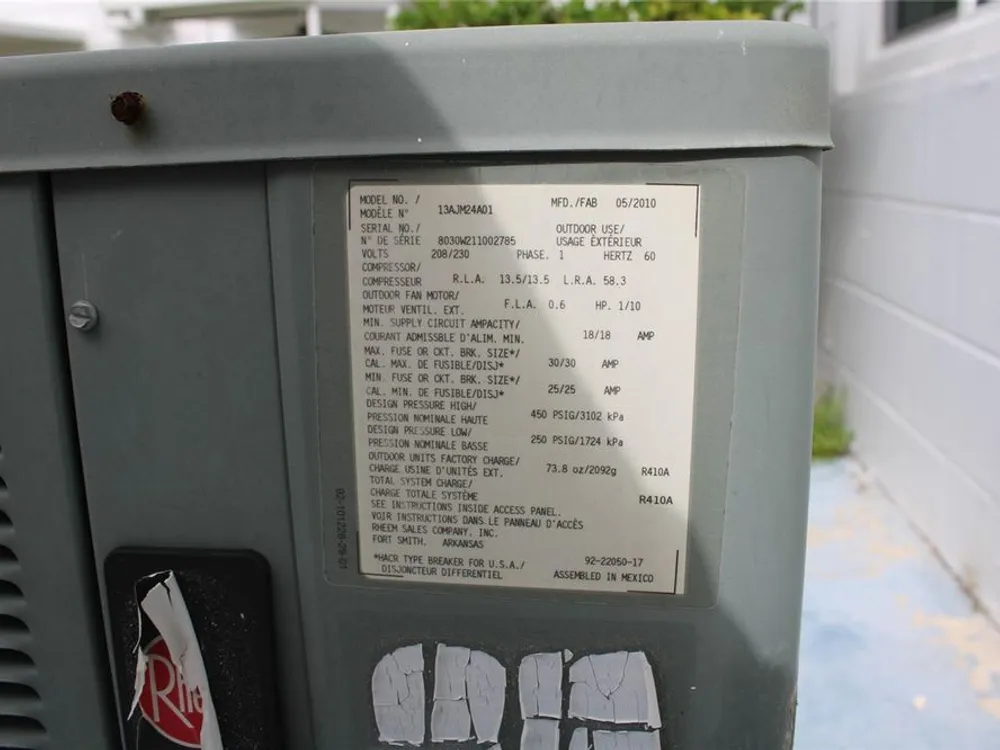 MODEL NO. / MFD./FAB 05/2010
MODÈLE N° 13AJM24A01
SERIAL NO./ OUTDOOR USE/
N° DE SÉRIE 8030W211002785 USAGE EXTÉRIEUR
VOLTS 208/230 PHASE. 1 HERTZ 60
COMPRESSOR/
COMPRESSEUR R.L.A. 13.5/13.5 L.R.A. 58.3
OUTDOOR FAN MOTOR/
MOTEUR VENTIL. EXT. F.L.A. 0.6 HP. 1/10
MIN. SUPPLY CIRCUIT AMPACITY/
COURANT ADMISSBLE D'ALIM. MIN. 18/18 AMP
MAX. FUSE OR CKT. BRK. SIZE*/
CAL. MAX. DE FUSIBLE/DISJ* 30/30 AMP
MIN. FUSE OR CKT. BRK. SIZE*/
CAL. MIN. DE FUSIBLE/DISJ* 25/25 AMP
DESIGN PRESSURE HIGH/
PRESSION NOMINALE HAUTE 450 PSIG/3102 kPa
DESIGN PRESSURE LOW/
PRESSION NOMINALE BASSE 250 PSIG/1724 kPa
OUTDOOR UNITS FACTORY CHARGE/
CHARGE USINE D'UNITÉS EXT. 73.8 oz/2092g R410A
TOTAL SYSTEM CHARGE/
CHARGE TOTALE SYSTÈME R410A
SEE INSTRUCTIONS INSIDE ACCESS PANEL.
VOIR INSTRUCTIONS DANS LE PANNEAU D'ACCÈS
RHEEM SALES COMPANY, INC.
FORT SMITH, ARKANSAS
*HACR TYPE BREAKER FOR U.S.A./ 92-22050-17
DISJONCTEUR DIFFERENTIEL ASSEMBLED IN MEXICO
Rhe